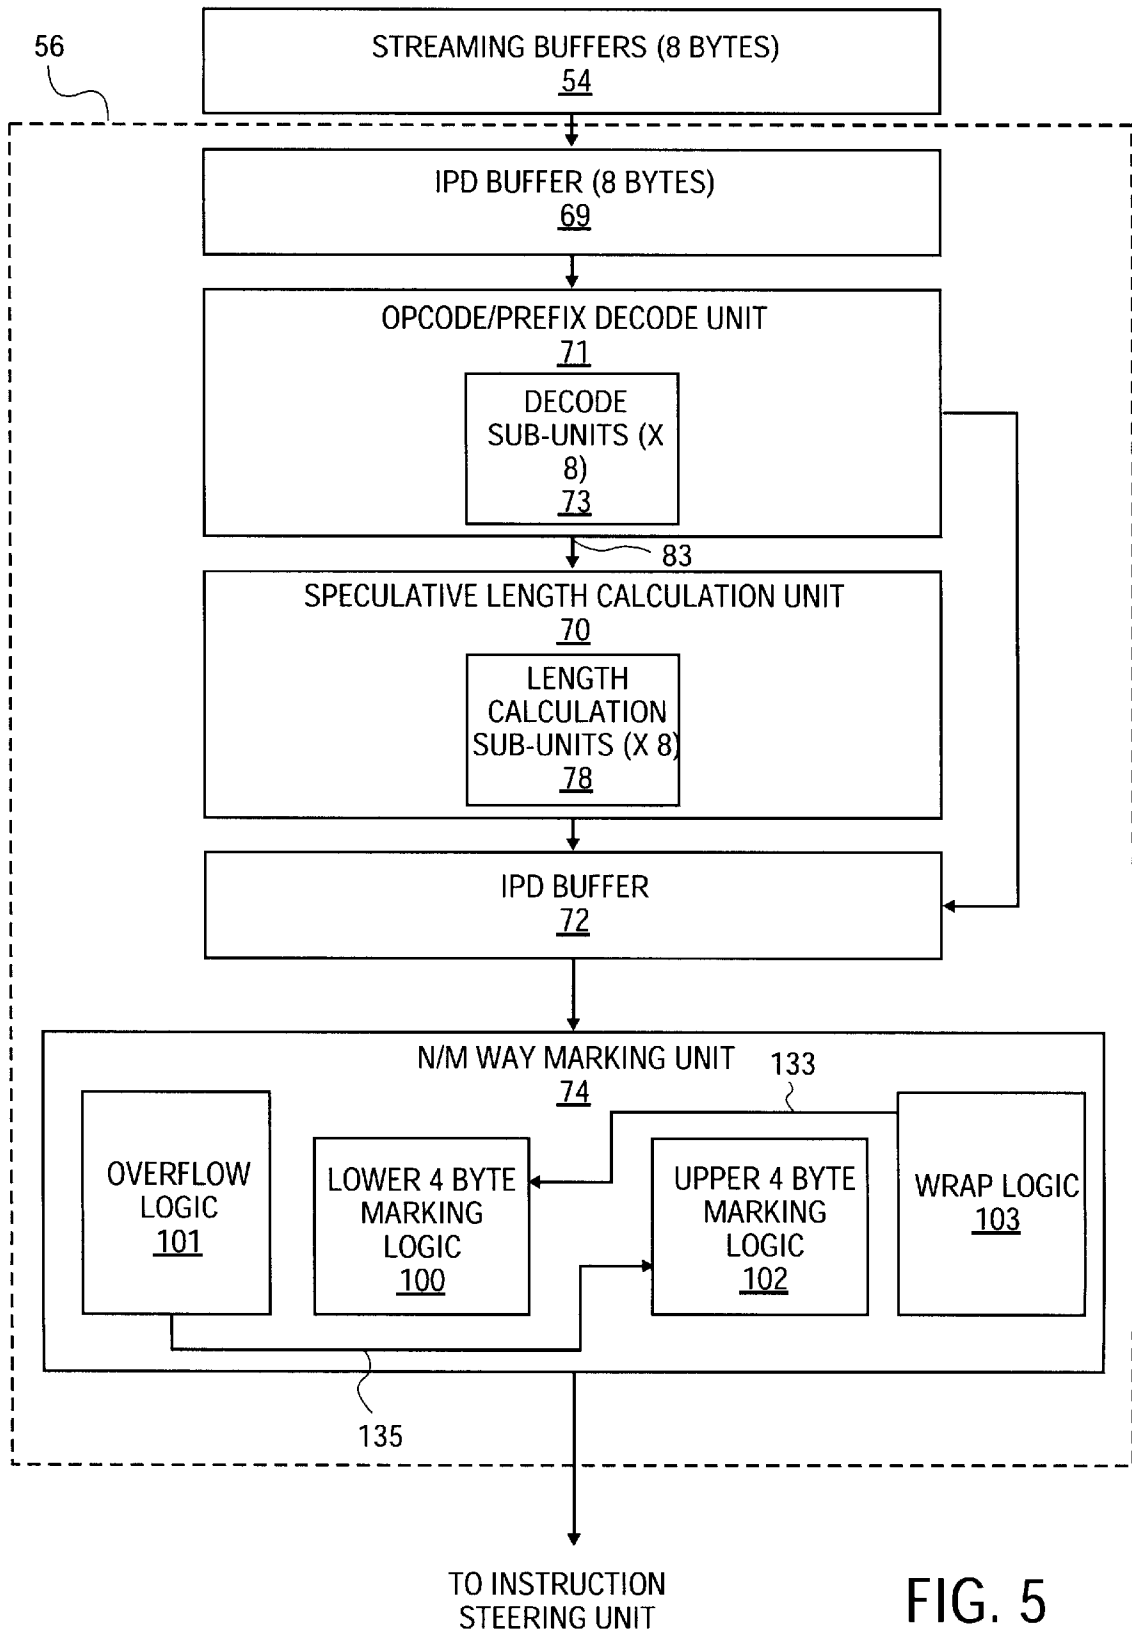 56
STREAMING BUFFERS (8 BYTES)
54
IPD BUFFER (8 BYTES)
69
OPCODE/PREFIX DECODE UNIT
71
DECODE
SUB-UNITS (X
8)
73
83
SPECULATIVE LENGTH CALCULATION UNIT
70
LENGTH
CALCULATION
SUB-UNITS (X 8)
78
IPD BUFFER
72
N/M WAY MARKING UNIT
74
133
OVERFLOW
LOGIC
101
LOWER 4 BYTE
MARKING
LOGIC
100
UPPER 4 BYTE
MARKING
LOGIC
102
WRAP LOGIC
103
135
TO INSTRUCTION
STEERING UNIT
FIG. 5